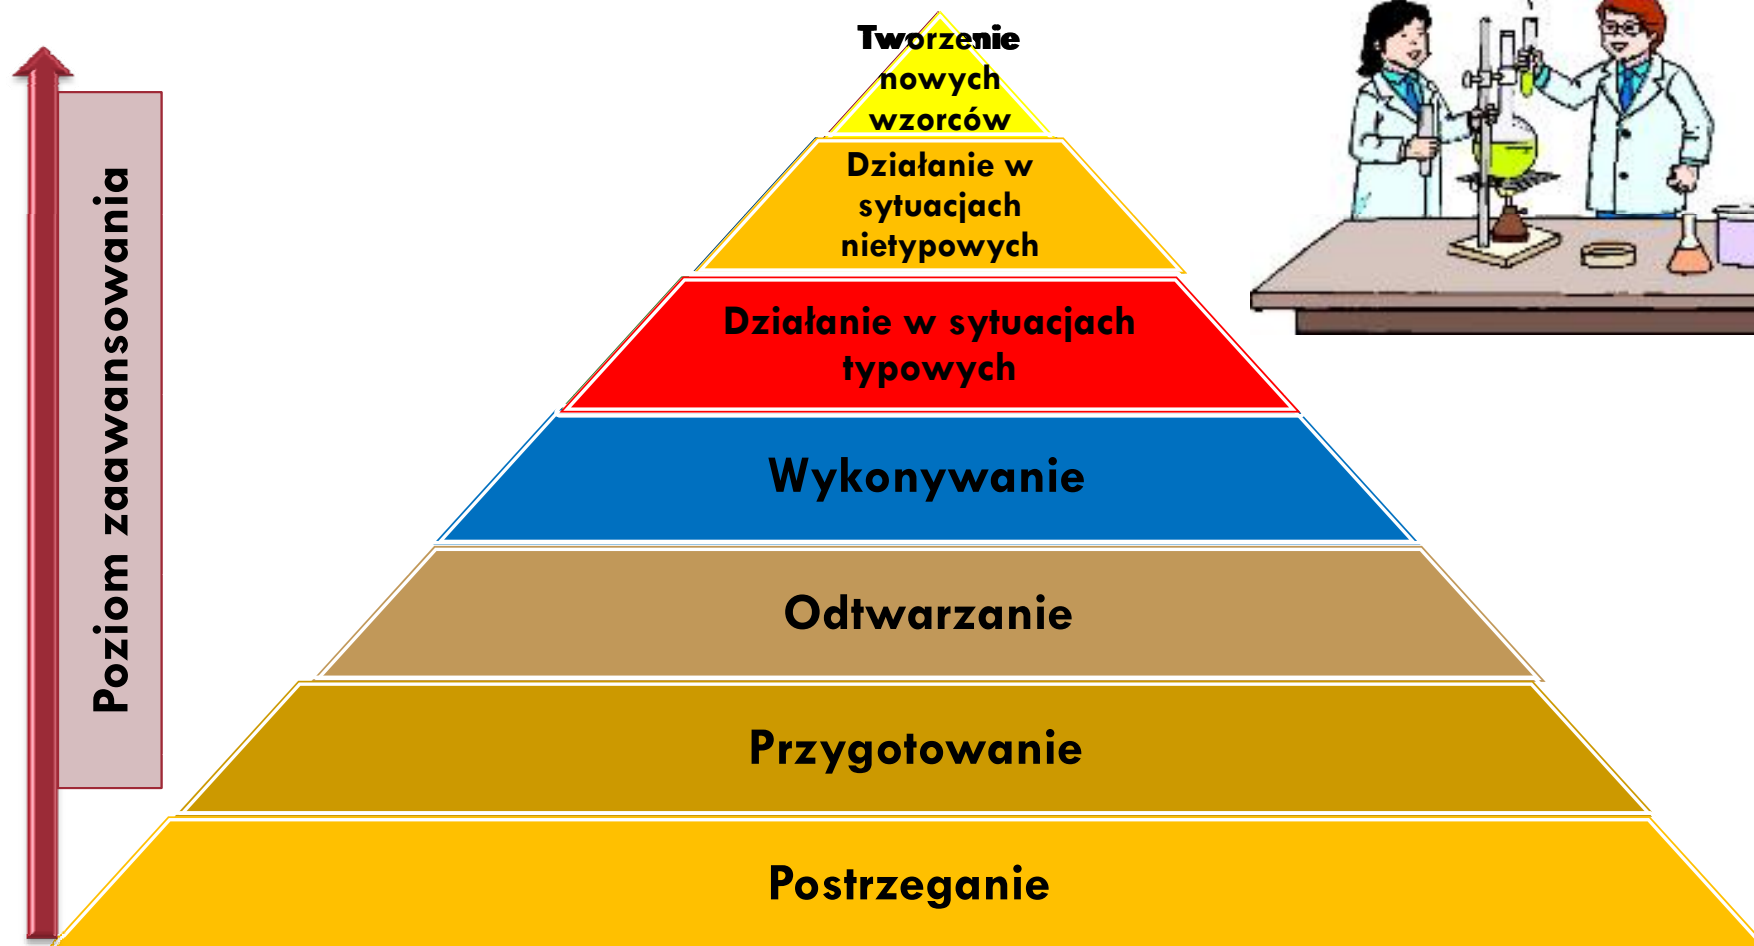 Poziom zaawansowania
Tworzenie
nowych
wzorców
Działanie w
sytuacjach
nietypowych
Działanie w sytuacjach
typowych
Wykonywanie
Odtwarzanie
Przygotowanie
Postrzeganie